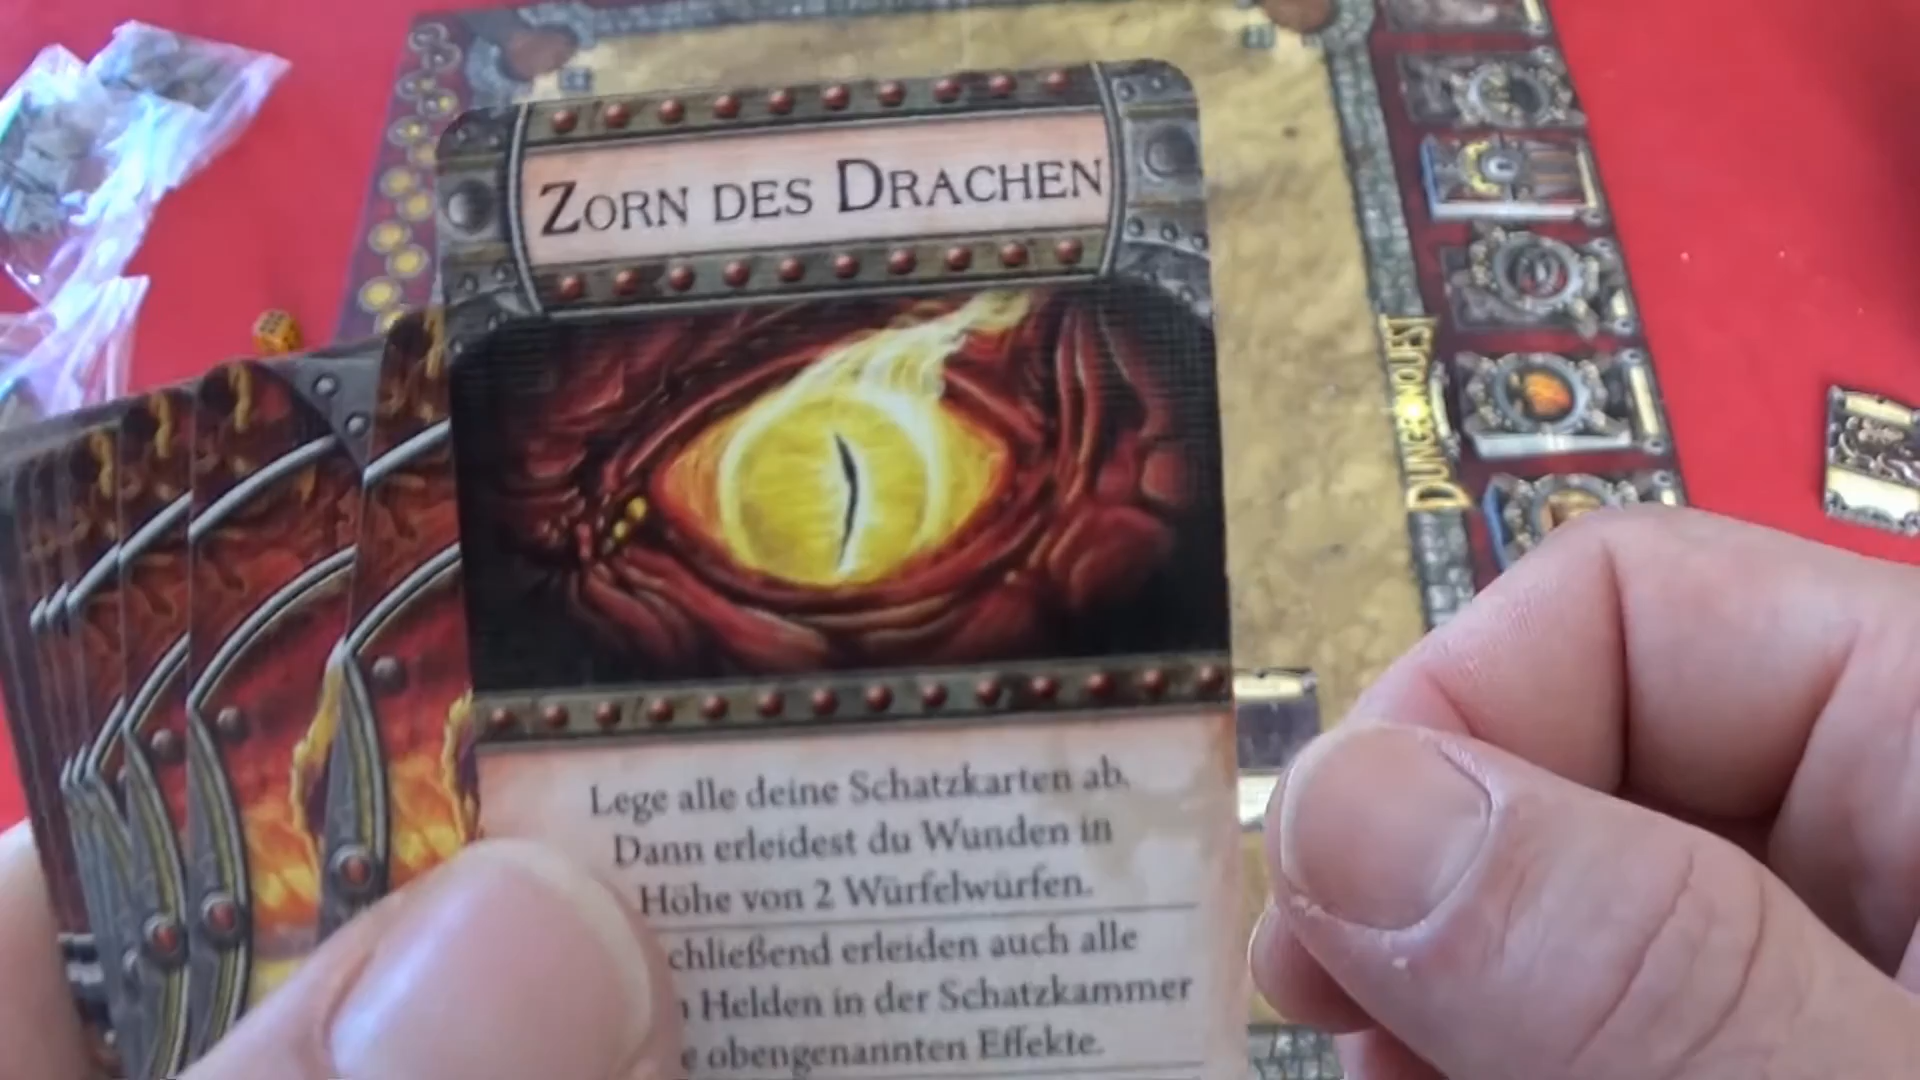 Zorn des Drachen
Lege alle deine Schatzkarten ab.
Dann erleidest du Wunden in
Höhe von 2 Würfelwürfen.
chließend erleiden auch alle
n Helden in der Schatzkammer
e obengenannten Effekte.
DungeonQuest